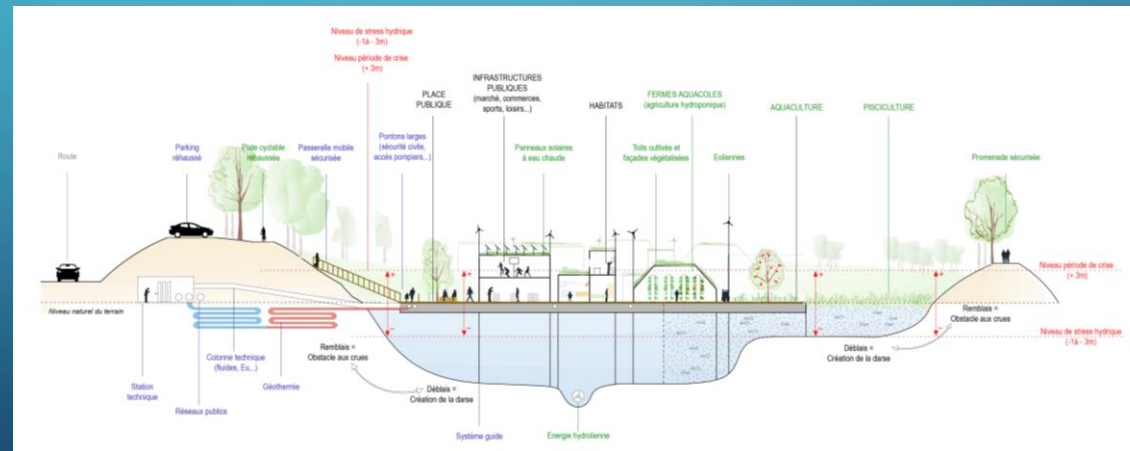 Niveau de stress hydrique
(-1à - 3m)
Niveau période de crise
(+ 3m)
PLACE
PUBLIQUE
INFRASTRUCTURES
PUBLIQUES
(marché, commerces,
sports, loisirs...)
HABITATS
FERMES AQUACOLES
(agriculture hydroponique)
AQUACULTURE
PISCICULTURE
Route
Parking
réhaussé
Piste cyclable
réhaussée
Passerelle mobile
sécurisée
Pontons larges
(sécurité civile,
accès pompiers,..)
Panneaux solaires
à eau chaude
Toits cultivés et
façades végétalisées
Eoliennes
Promenade sécurisée
Niveau période de crise
(+ 3m)
Niveau naturel du terrain
Remblais =
Obstacle aux crues
Niveau de stress hydrique
(-1à - 3m)
Remblais =
Obstacle aux crues
Déblais =
Création de la darse
Colonne technique
(fluides, Eu,..)
Géothermie
Station
technique
Réseaux publics
Déblais =
Création de la darse
Système guide
Energie hydrolienne